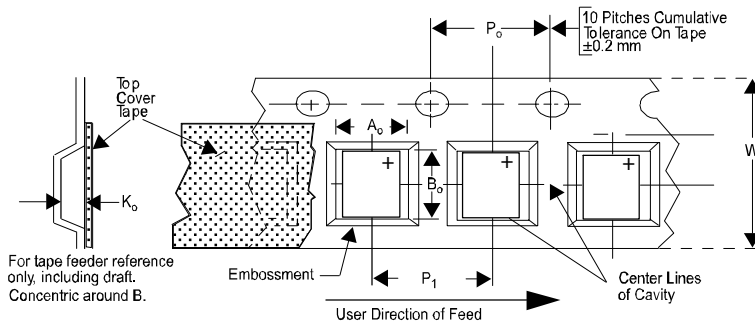 10 Pitches Cumulative
Tolerance On Tape
±0.2 mm
Po
Top
Cover
Tape
Ao
W
Bo
Ko
For tape feeder reference
only, including draft.
Concentric around B.
Embossment
P1
Center Lines
of Cavity
User Direction of Feed